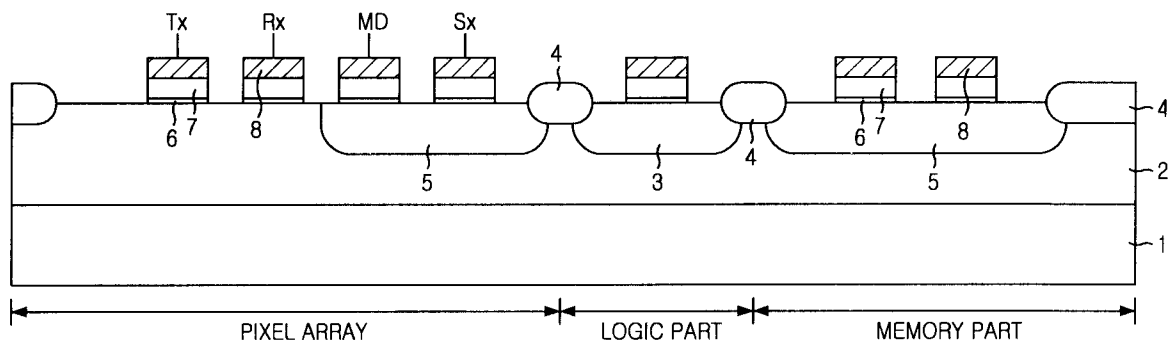 Tx Rx MD Sx
4
6 7 8 6 7 8 4
5 3 4 5 2
1
PIXEL ARRAY LOGIC PART MEMORY PART